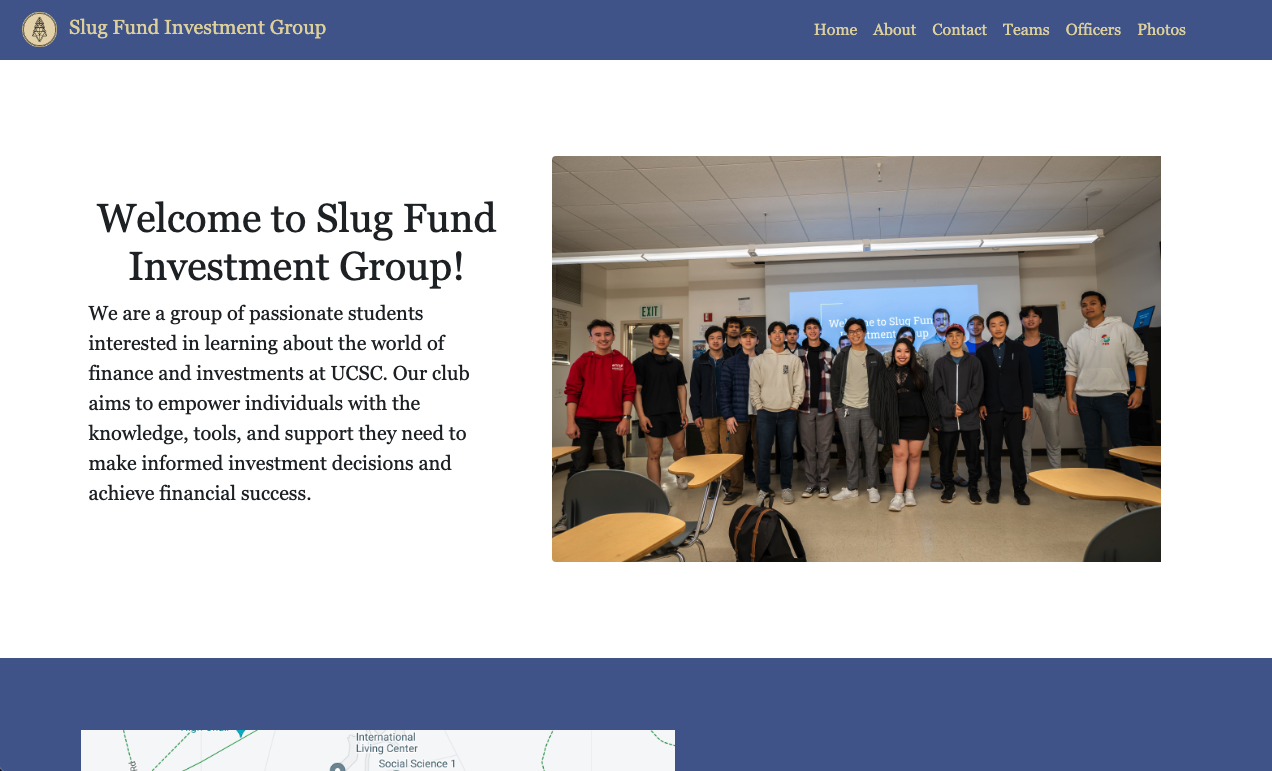 Slug Fund Investment Group
Home About Contact Teams Officers Photos
Welcome to Slug Fund
Investment Group!
We are a group of passionate students
interested in learning about the world of
finance and investments at UCSC. Our club
aims to empower individuals with the
knowledge, tools, and support they need to
make informed investment decisions and
achieve financial success.
EXIT
Welcome to Slug Fun
tment up
International
Living Center
Social Science 1